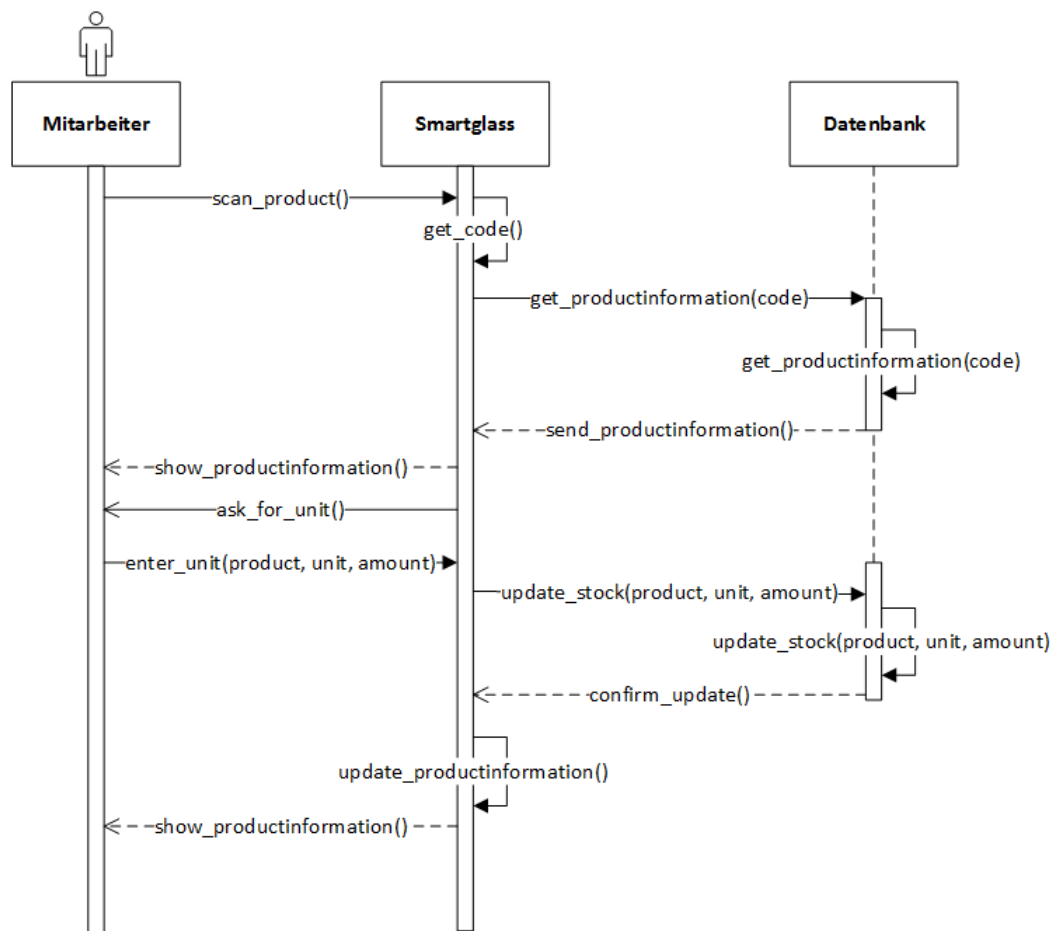 Mitarbeiter
Smartglass
Datenbank
scan_product()
get_code()
get_productinformation(code)
get_productinformation(code)
send_productinformation()
show_productinformation()
ask_for_unit()
enter_unit(product, unit, amount)
update_stock(product, unit, amount)
update_stock(product, unit, amount)
confirm_update()
update_productinformation()
show_productinformation()